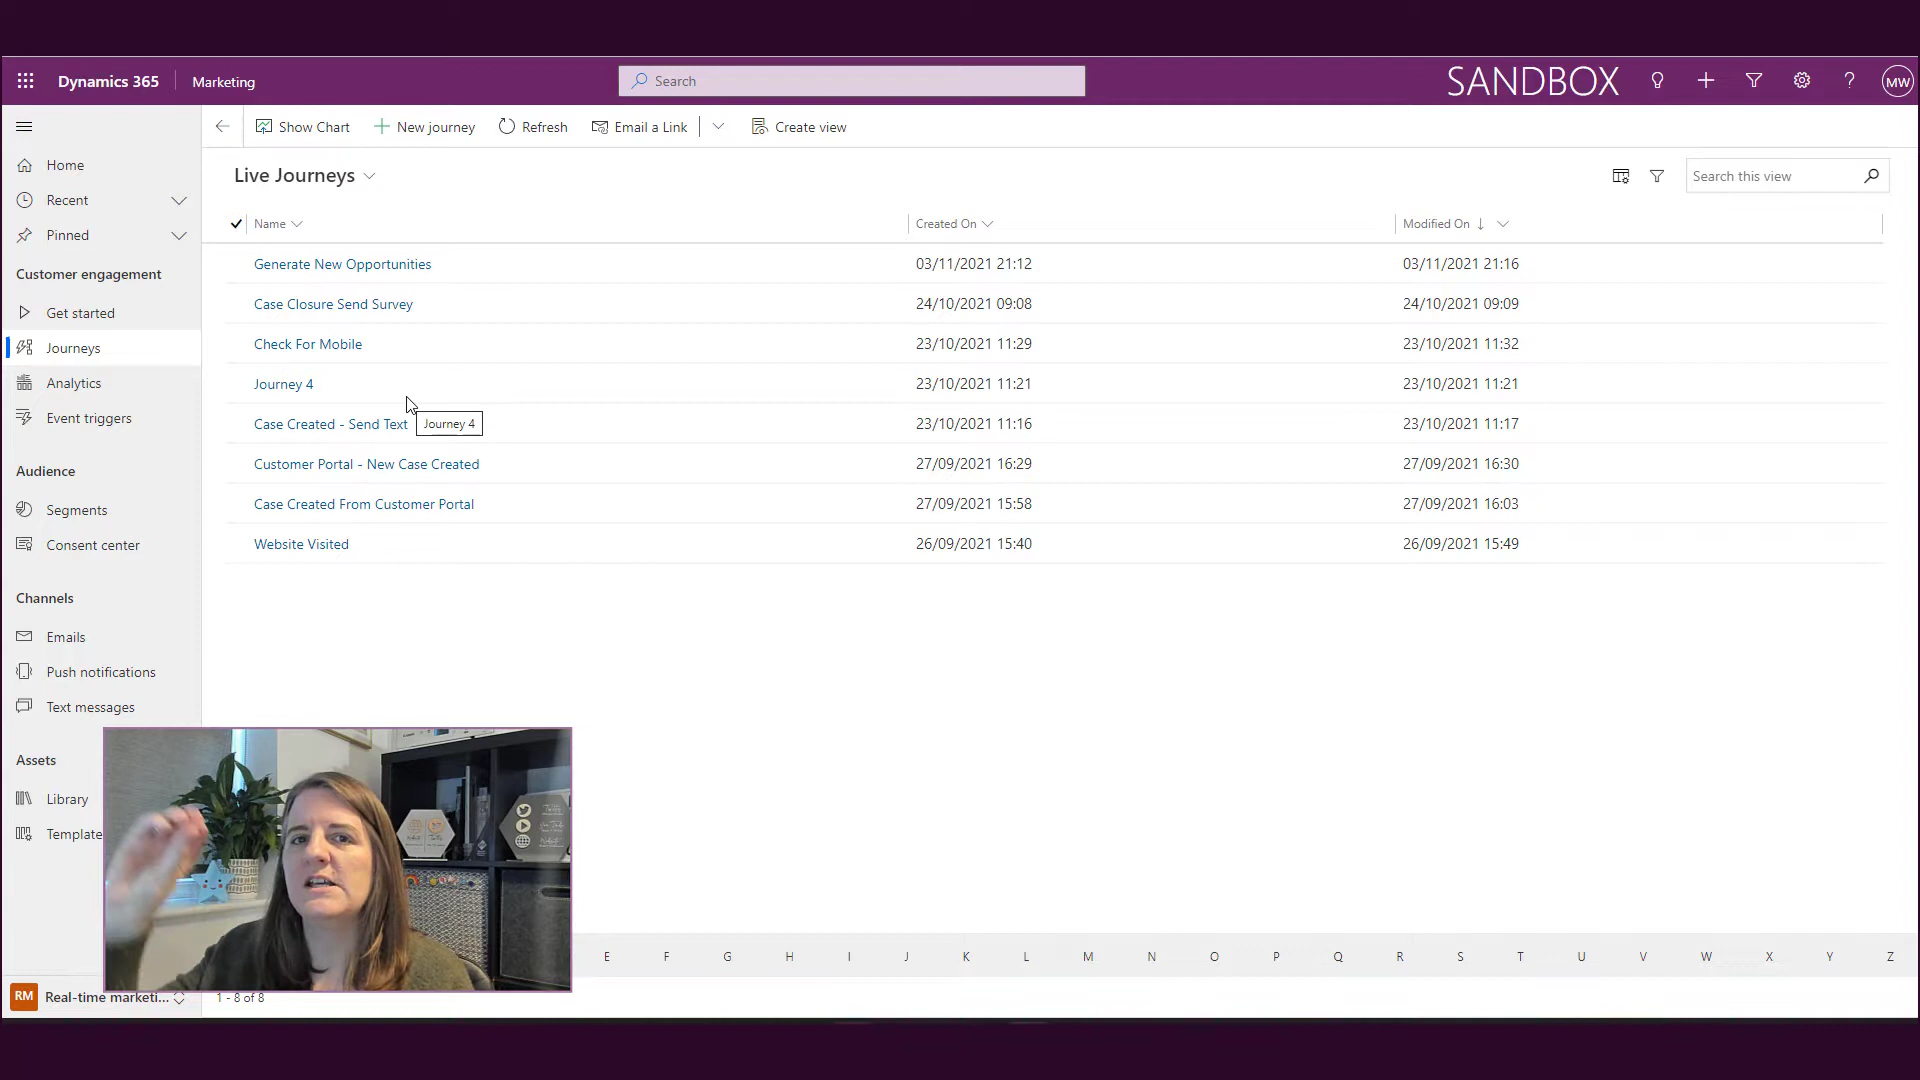 Dynamics 365 Marketing Search SANDBOX MW
Show Chart New journey Refresh Email a Link Create view
Home
Recent
Pinned
Customer engagement
Get started
Journeys
Analytics
Event triggers
Audience
Segments
Consent center
Channels
Emails
Push notifications
Text messages
Assets
Library
Template
RM Real-time marketi...
Live Journeys Search this view
Name Created On Modified On
Generate New Opportunities 03/11/2021 21:12 03/11/2021 21:16
Case Closure Send Survey 24/10/2021 09:08 24/10/2021 09:09
Check For Mobile 23/10/2021 11:29 23/10/2021 11:32
Journey 4 23/10/2021 11:21 23/10/2021 11:21
Case Created - Send Text Journey 4 23/10/2021 11:16 23/10/2021 11:17
Customer Portal - New Case Created 27/09/2021 16:29 27/09/2021 16:30
Case Created From Customer Portal 27/09/2021 15:58 27/09/2021 16:03
Website Visited 26/09/2021 15:40 26/09/2021 15:49
E F G H I J K L M N O P Q R S T U V W X Y Z
1 - 8 of 8